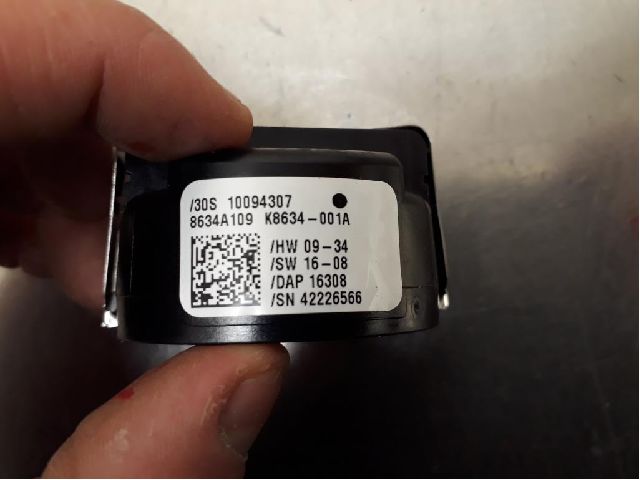 /30S 10094307
8634A109 K8634-001A
/HW 09-34
/SW 16-08
/DAP 16308
/SN 42226566